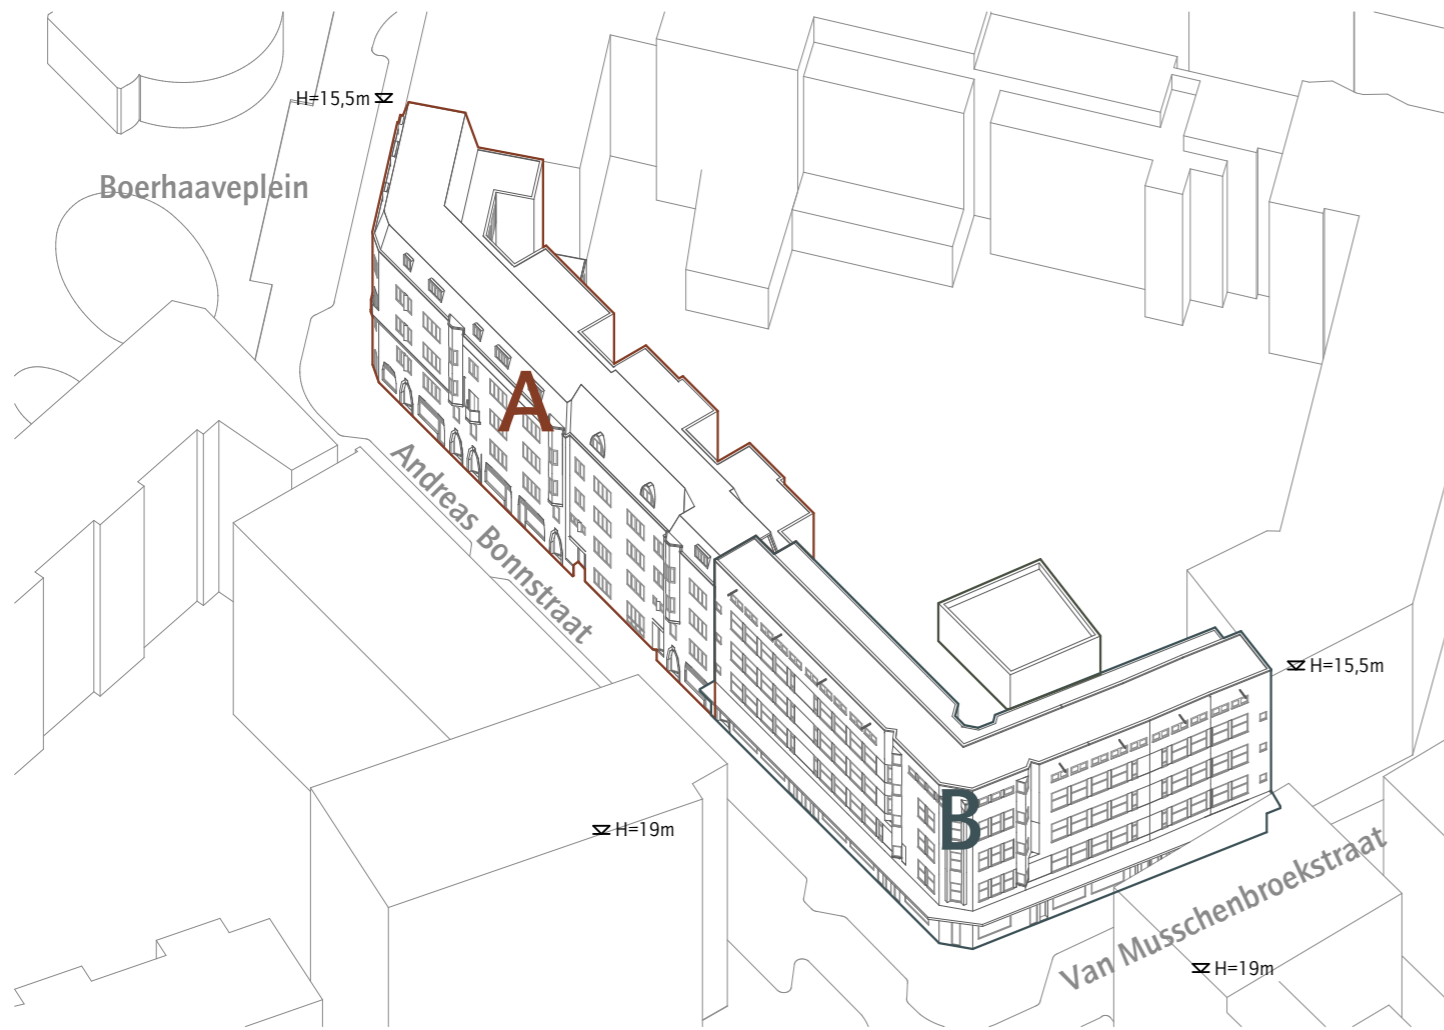 H=15,5m
Boerhaaveplein
A
Andreas Bonnstraat
H=15,5m
B
H=19m
Van Musschenbroekstraat
H=19m